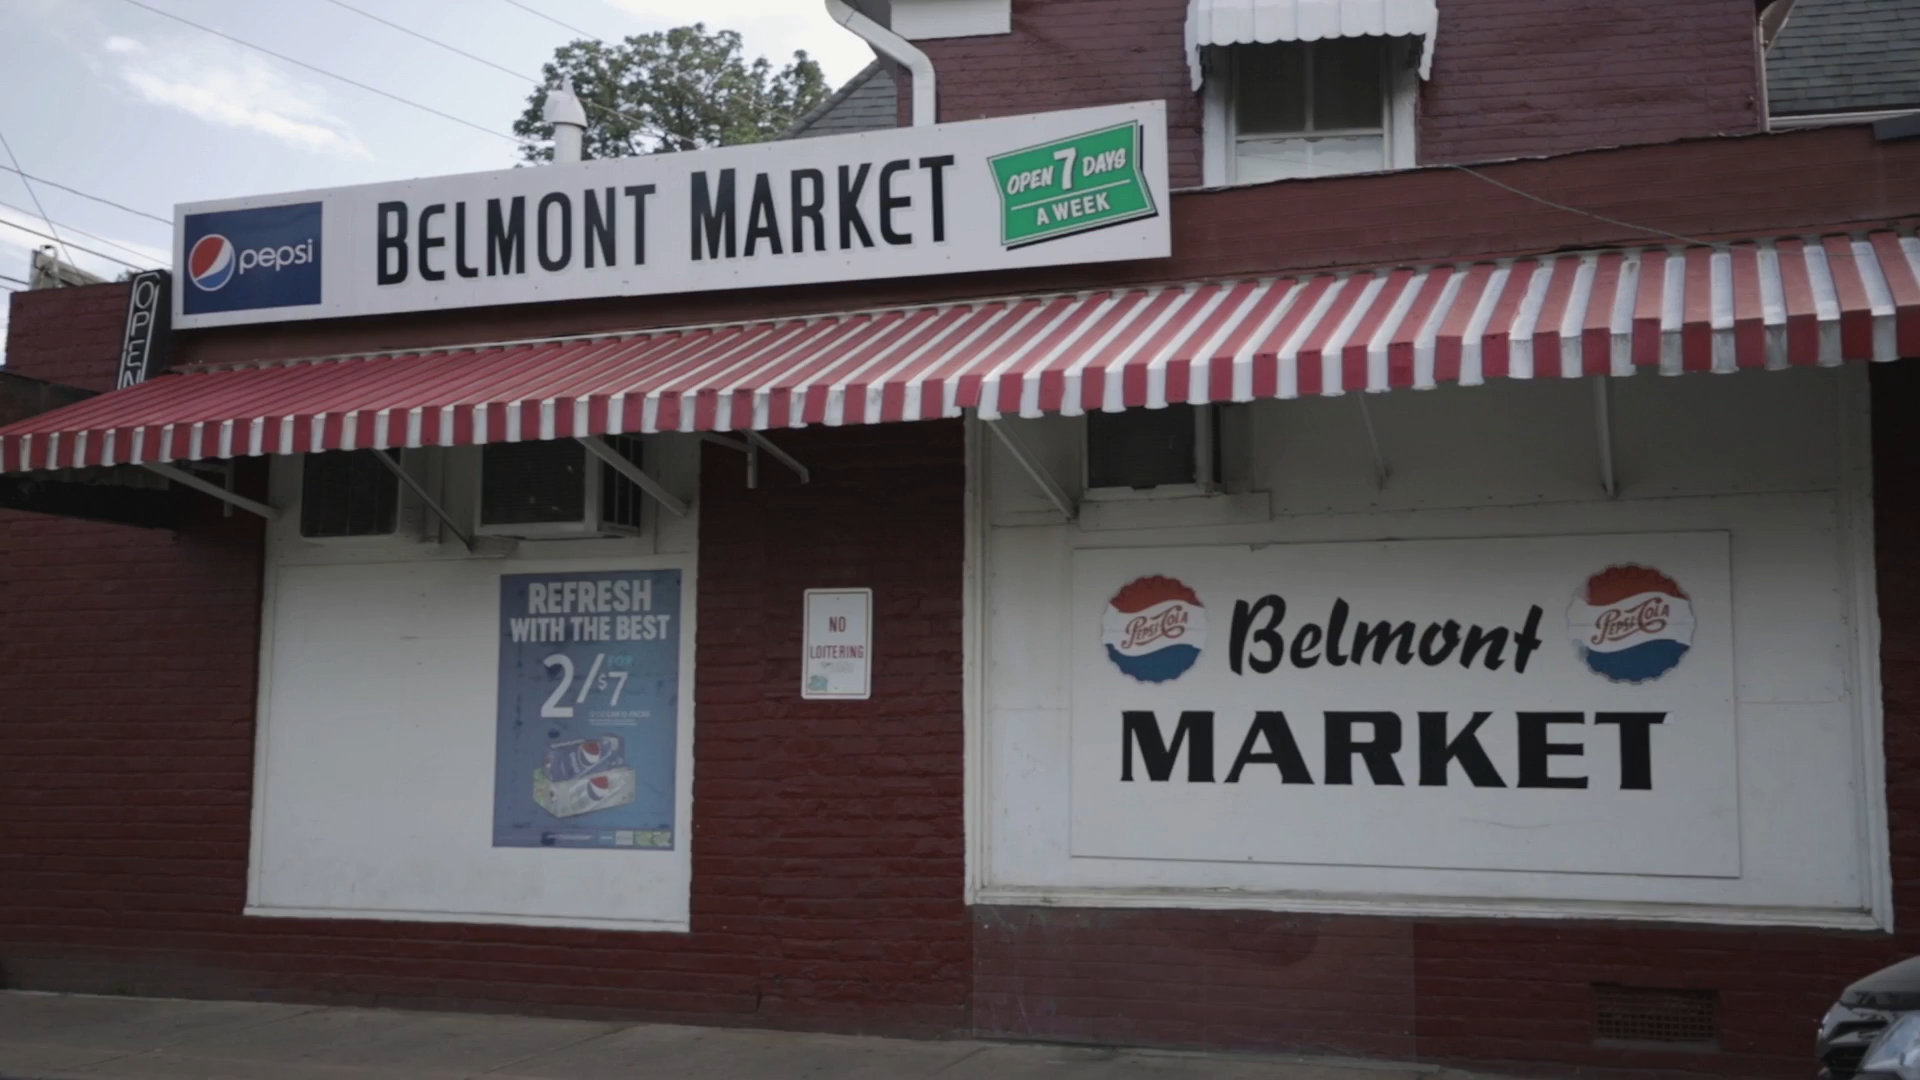 pepsi
BELMONT MARKET
OPEN 7 DAYS
A WEEK
OPEN
REFRESH
WITH THE BEST
2/$7
FOR
NO
LOITERING
PEPSI-COLA
Belmont
PEPSI-COLA
MARKET